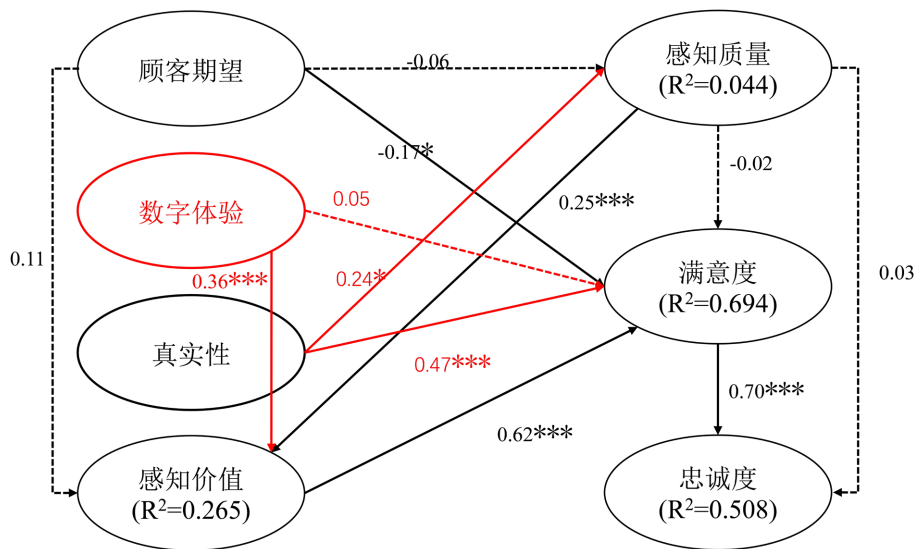 顾客期望
-0.06
感知质量
(R²=0.044)
-0.17*
0.25***
-0.02
数字体验
0.05
0.11
0.36***
0.24*
满意度
(R²=0.694)
0.03
真实性
0.47***
0.70***
0.62***
感知价值
(R²=0.265)
忠诚度
(R²=0.508)